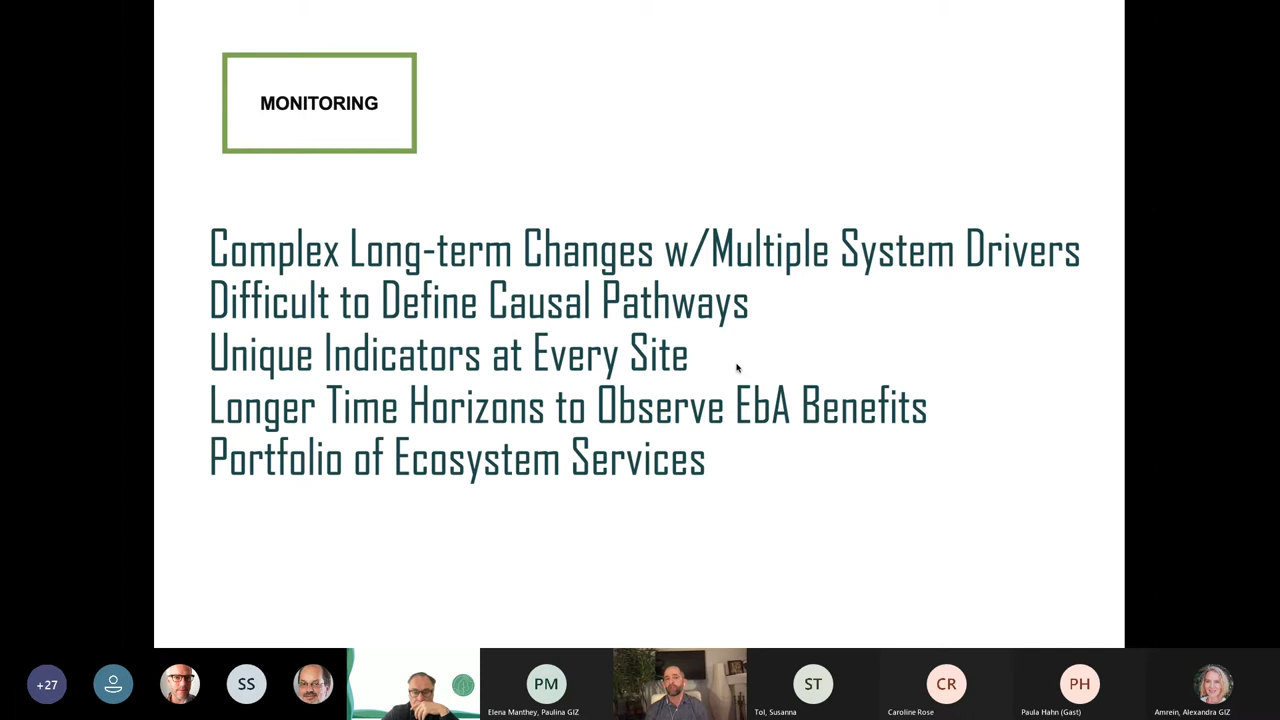 MONITORING
Complex Long-term Changes w/Multiple System Drivers
Difficult to Define Causal Pathways
Unique Indicators at Every Site
Longer Time Horizons to Observe EbA Benefits
Portfolio of Ecosystem Services
+27
SS
PM
ST
CR
PH
Elena Manthey, Paulina GIZ
Tol, Susanna
Caroline Rose
Paula Hahn (Gast)
Amrein, Alexandra GIZ